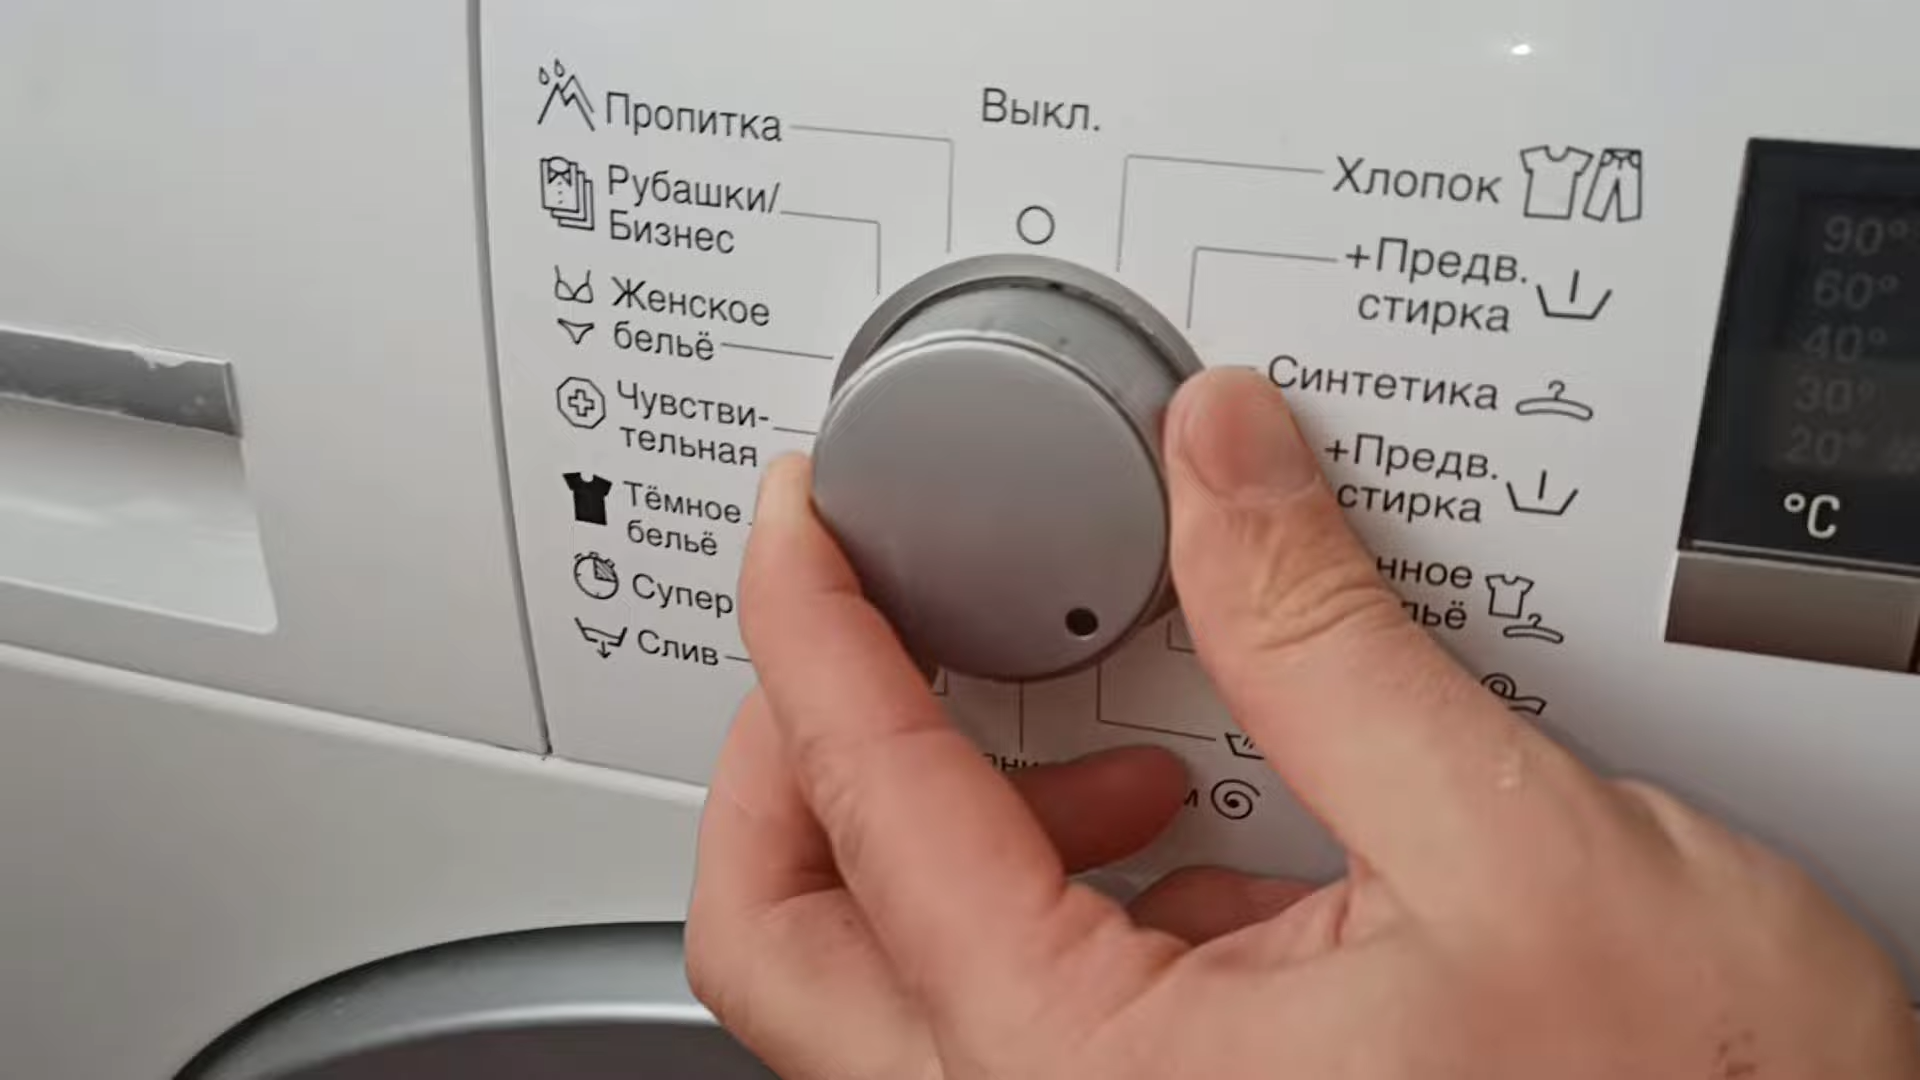 Выкл.
Пропитка
Рубашки/
Бизнес
Женское
бельё
Чувстви-
тельная
Тёмное
бельё
Супер
Слив
Хлопок
+Предв.
стирка
Синтетика
+Предв.
стирка
90°
60°
40°
30°
20°
°C